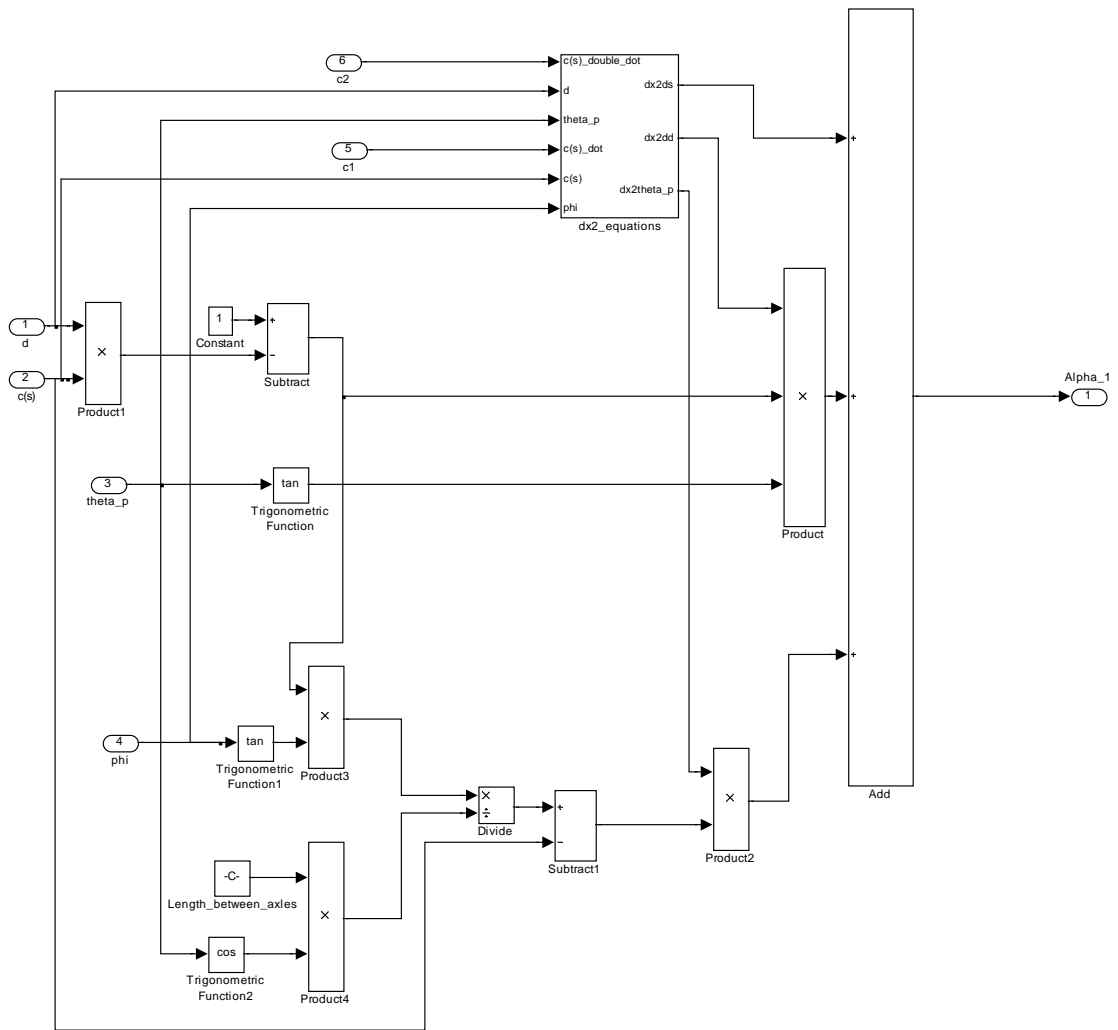 6
c2
c(s)_double_dot
d
theta_p
c(s)_dot
c(s)
phi
dx2ds
dx2dd
dx2theta_p
dx2_equations
5
c1
+
1
d
2
c(s)
×
Product1
1
Constant
+
−
Subtract
×
Product
+
Alpha_1
1
3
theta_p
tan
Trigonometric
Function
4
phi
tan
Trigonometric
Function1
×
Product3
+
Add
×
÷
Divide
+
−
Subtract1
×
Product2
-C-
Length_between_axles
cos
Trigonometric
Function2
×
Product4